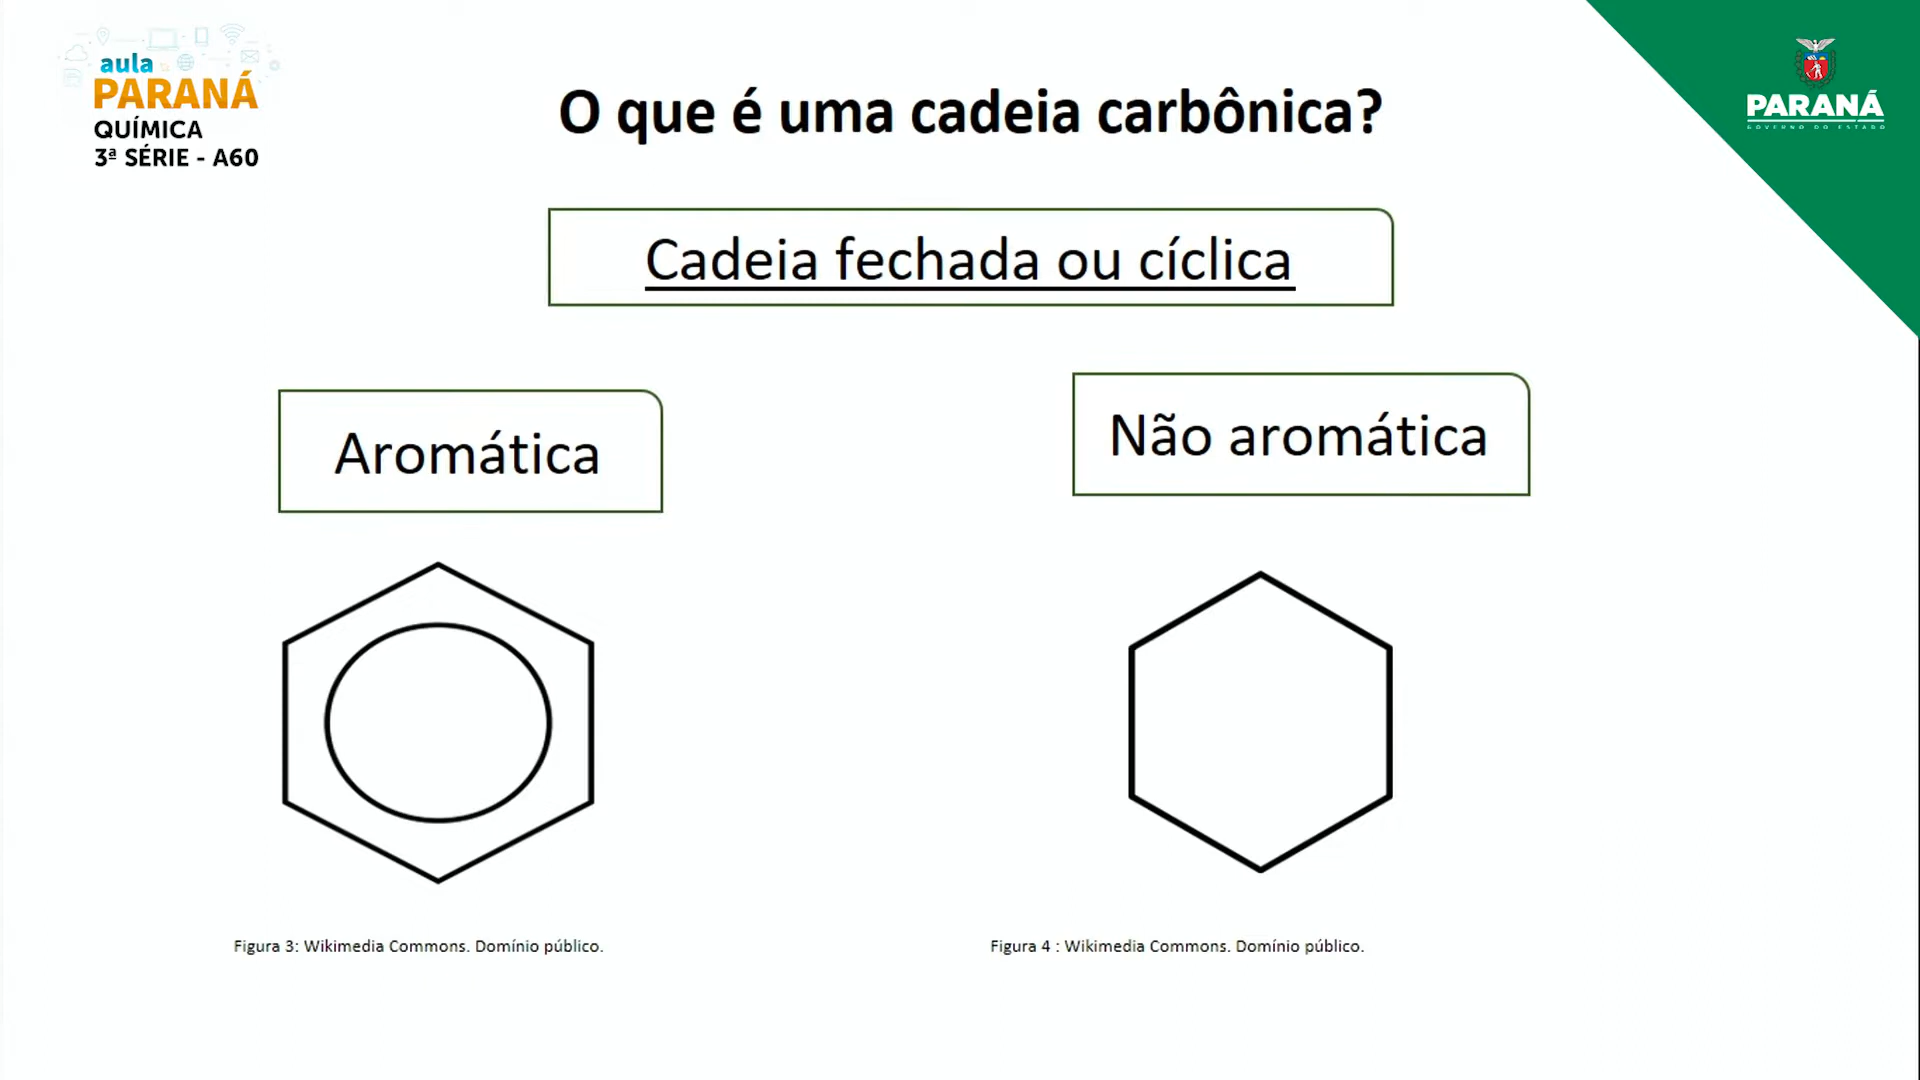 aula
PARANÁ
QUÍMICA
3ª SÉRIE - A60
O que é uma cadeia carbônica?
PARANÁ
GOVERNO DO ESTADO
Cadeia fechada ou cíclica
Aromática
Não aromática
Figura 3: Wikimedia Commons. Domínio público.
Figura 4 : Wikimedia Commons. Domínio público.